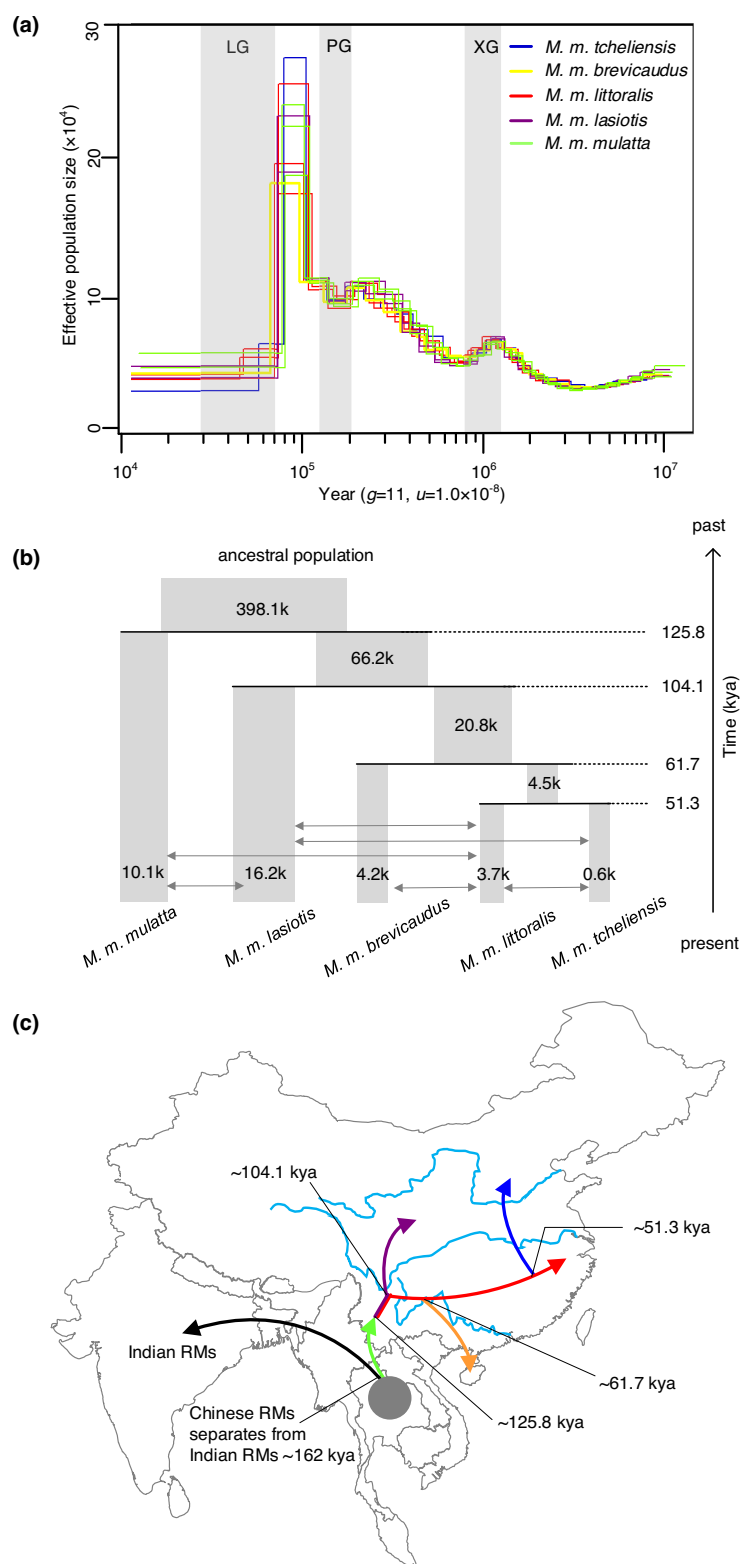 (a)
30
20
10
0
Effective population size (×10⁴)
LG
PG
XG
M. m. tcheliensis
M. m. brevicaudus
M. m. littoralis
M. m. lasiotis
M. m. mulatta
10⁴
10⁵
10⁶
10⁷
Year (g=11, u=1.0×10⁻⁸)
(b)
past
ancestral population
398.1k
125.8
66.2k
104.1
20.8k
61.7
4.5k
51.3
Time (kya)
10.1k
16.2k
4.2k
3.7k
0.6k
M. m. mulatta
M. m. lasiotis
M. m. brevicaudus
M. m. littoralis
M. m. tcheliensis
present
(c)
~104.1 kya
~51.3 kya
Indian RMs
~61.7 kya
Chinese RMs
separates from
Indian RMs ~162 kya
~125.8 kya